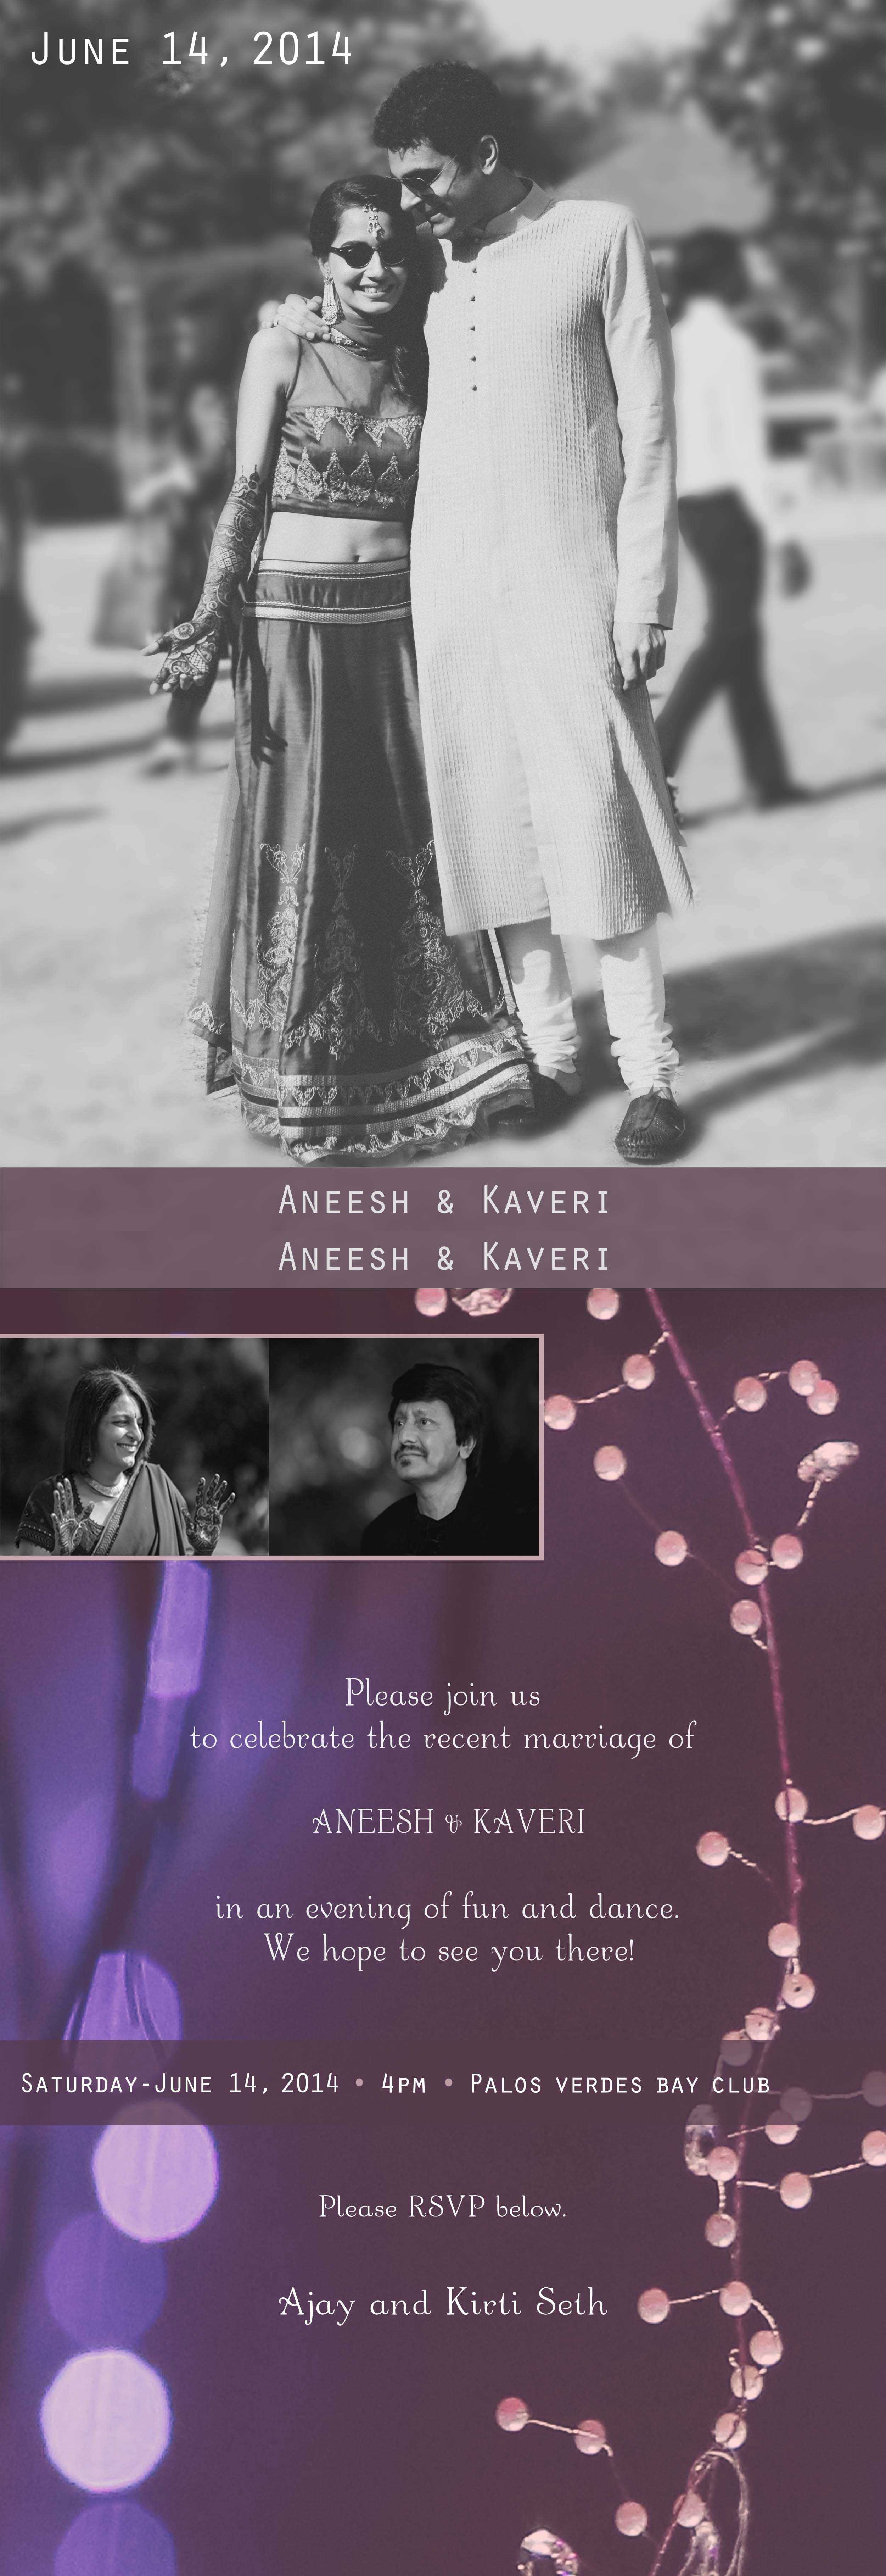 June 14, 2014
Aneesh & Kaveri
Aneesh & Kaveri
Please join us
to celebrate the recent marriage of
ANEESH & KAVERI
in an evening of fun and dance.
We hope to see you there!
Saturday-June 14, 2014 • 4pm • Palos verdes bay club
Please RSVP below.
Ajay and Kirti Seth